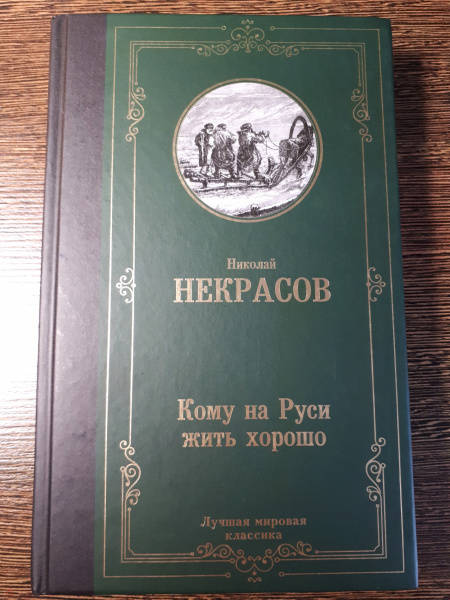 Николай
НЕКРАСОВ
Кому на Руси
жить хорошо
Лучшая мировая
классика